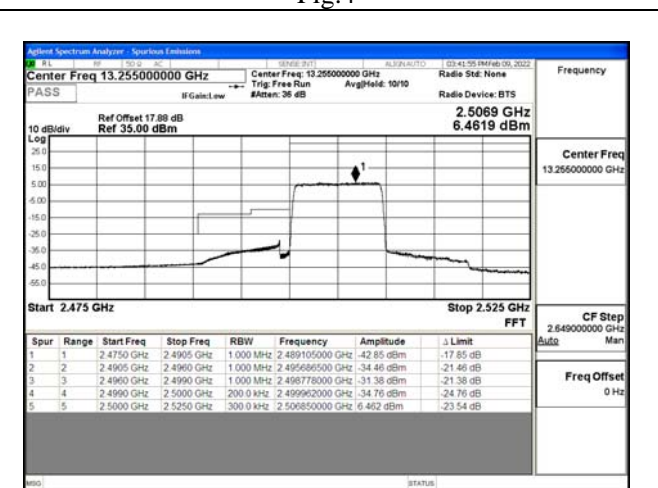 Agilent Spectrum Analyzer - Spurious Emissions
RL RF 50 Ω AC SENSE:INT ALIGN AUTO 03:41:55 PM Feb 09, 2022
Center Freq 13.255000000 GHz
Center Freq: 13.255000000 GHz
Radio Std: None
Trig: Free Run Avg|Hold: 10/10
PASS IFGain:Low #Atten: 36 dB Radio Device: BTS
Ref Offset 17.88 dB
10 dB/div Ref 35.00 dBm
2.5069 GHz
6.4619 dBm
Log
25.0
15.0
5.00
-5.00
-15.0
-25.0
-35.0
-45.0
-55.0
1
Start 2.475 GHz Stop 2.525 GHz
FFT
Spur Range Start Freq Stop Freq RBW Frequency Amplitude Δ Limit
1 1 2.4750 GHz 2.4905 GHz 1.000 MHz 2.489105000 GHz -42.85 dBm -17.85 dB
2 2 2.4905 GHz 2.4960 GHz 1.000 MHz 2.495686500 GHz -34.46 dBm -21.46 dB
3 3 2.4960 GHz 2.4990 GHz 1.000 MHz 2.498778000 GHz -31.38 dBm -21.38 dB
4 4 2.4990 GHz 2.5000 GHz 200.0 kHz 2.499962000 GHz -34.76 dBm -24.76 dB
5 5 2.5000 GHz 2.5250 GHz 300.0 kHz 2.506850000 GHz 6.462 dBm -23.54 dB
MSG STATUS
Frequency
Center Freq
13.255000000 GHz
CF Step
2.649000000 GHz
Auto Man
Freq Offset
0 Hz